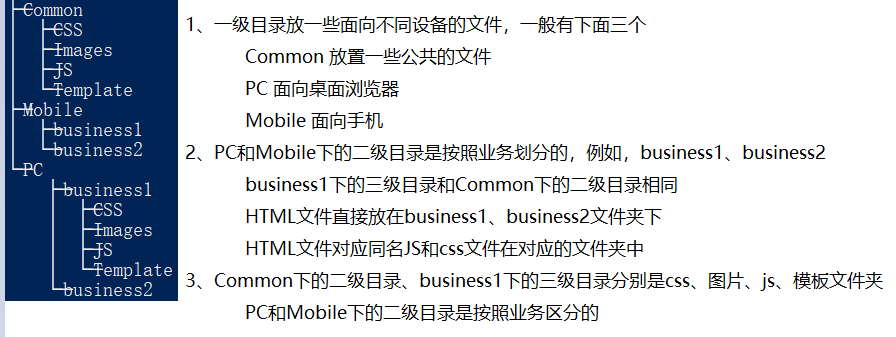 Common
CSS
Images
JS
Template
Mobile
business1
business2
PC
business1
CSS
Images
JS
Template
business2
1、一级目录放一些面向不同设备的文件，一般有下面三个
Common 放置一些公共的文件
PC 面向桌面浏览器
Mobile 面向手机
2、PC和Mobile下的二级目录是按照业务划分的，例如，business1、business2
business1下的三级目录和Common下的二级目录相同
HTML文件直接放在business1、business2文件夹下
HTML文件对应同名JS和css文件在对应的文件夹中
3、Common下的二级目录、business1下的三级目录分别是css、图片、js、模板文件夹
PC和Mobile下的二级目录是按照业务区分的